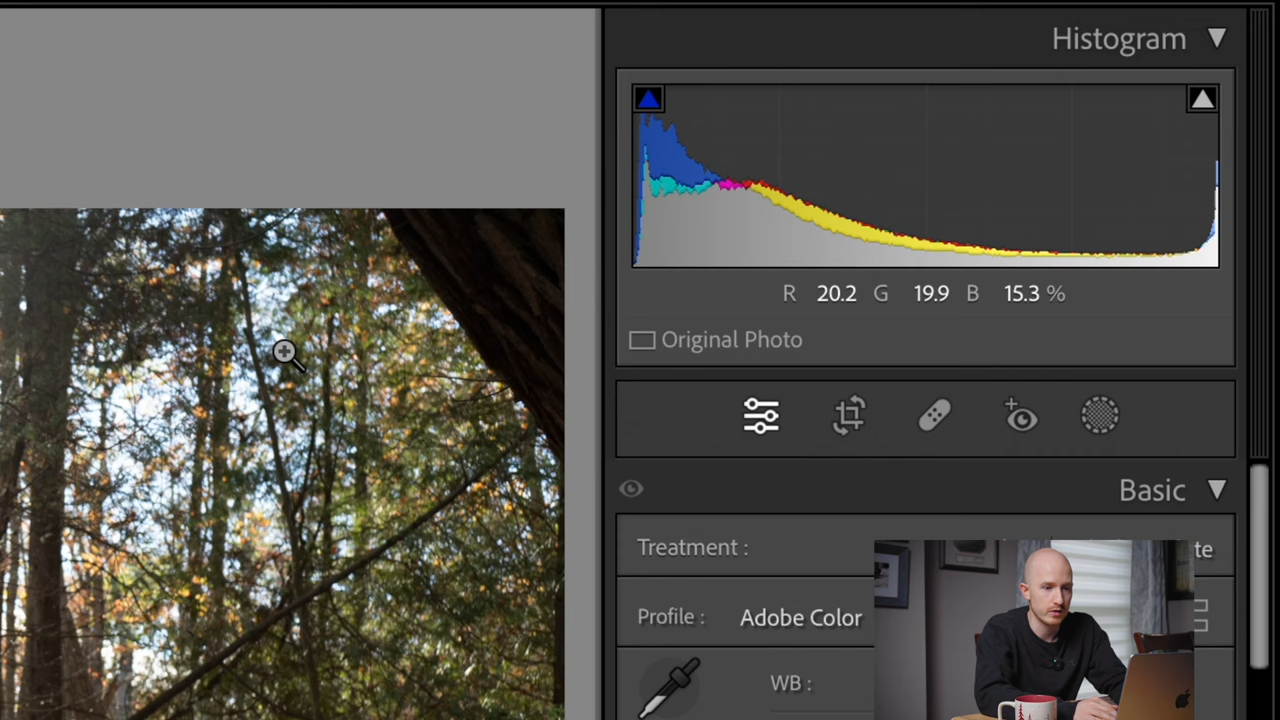 Histogram
R 20.2 G 19.9 B 15.3 %
Original Photo
Basic
Treatment : te
Profile : Adobe Color
WB :